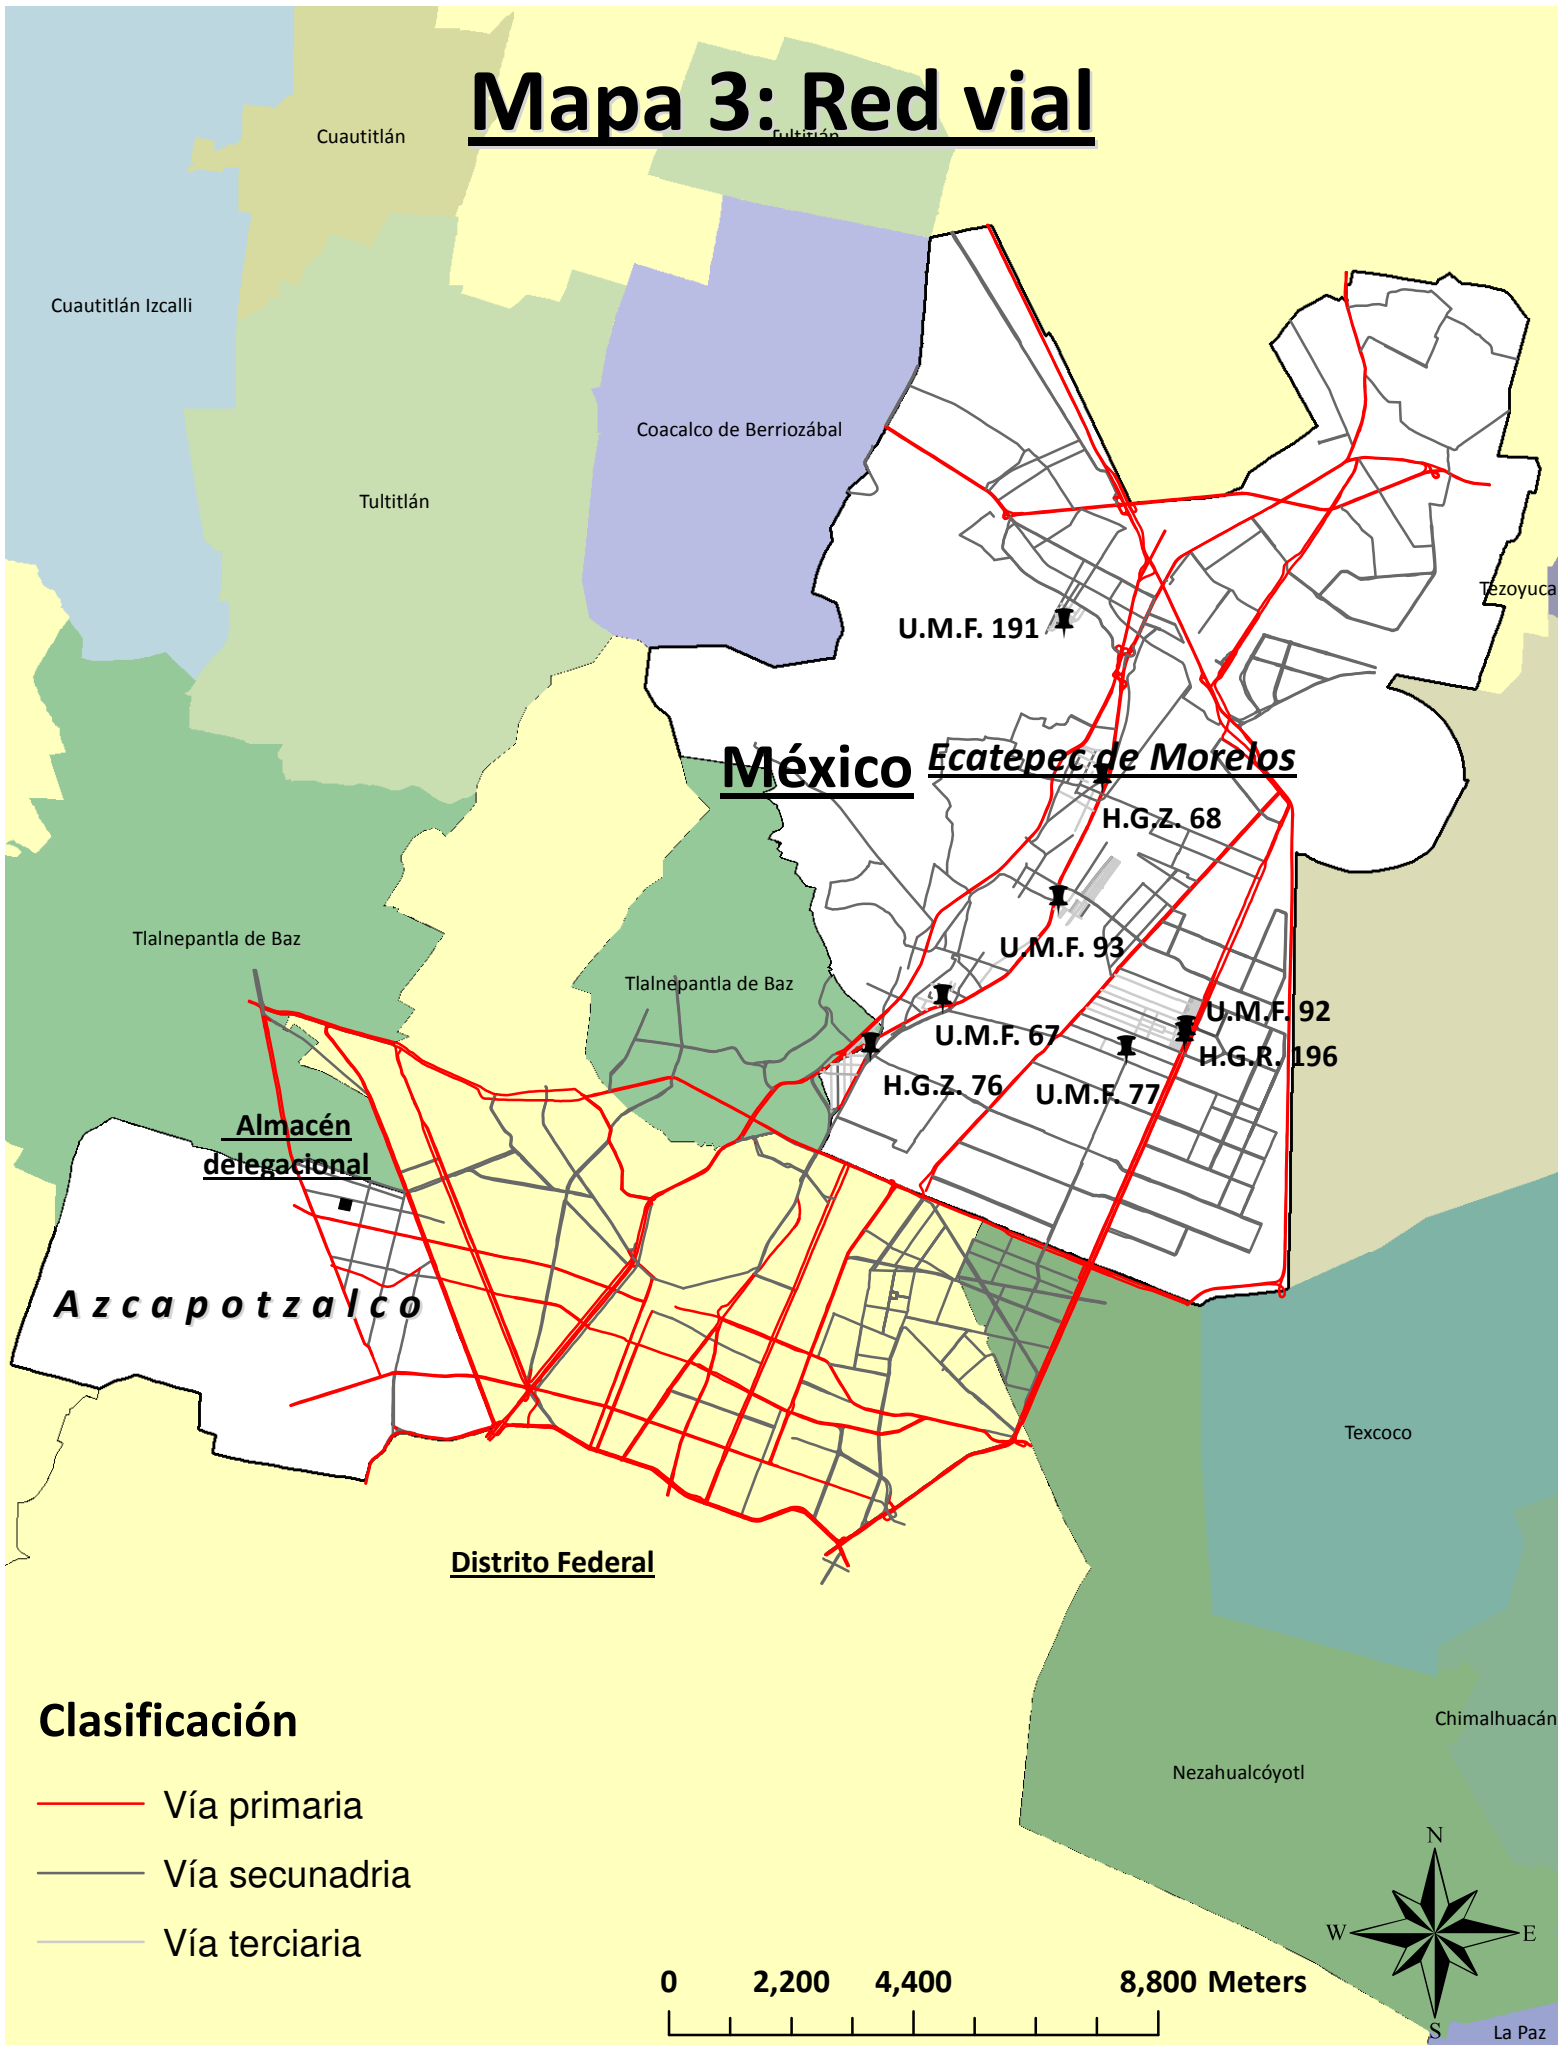 Mapa 3: Red vial
Cuautitlán
Tultitlán
Cuautitlán Izcalli
Coacalco de Berriozábal
Tultitlán
Tezoyuca
U.M.F. 191
México
Ecatepec de Morelos
H.G.Z. 68
Tlalnepantla de Baz
U.M.F. 93
Tlalnepantla de Baz
U.M.F. 92
U.M.F. 67
H.G.R. 196
H.G.Z. 76
U.M.F. 77
Almacén
delegacional
Azcapotzalco
Texcoco
Distrito Federal
Clasificación
Chimalhuacán
Nezahualcóyotl
Vía primaria
Vía secunadria
Vía terciaria
N
W
E
S
0 2,200 4,400 8,800 Meters
La Paz